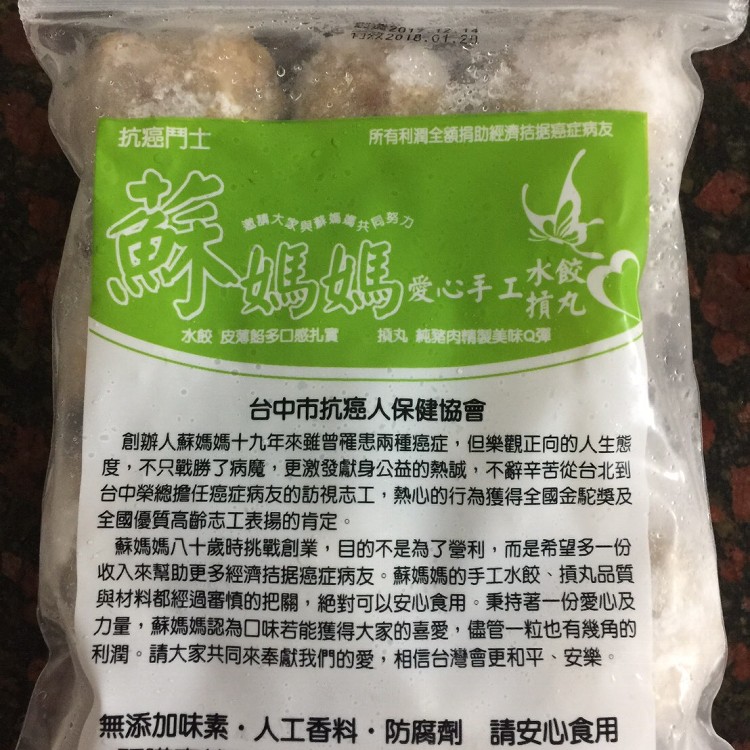 2018.01.28
抗癌鬥士
所有利潤全額捐助經濟拮据癌症病友
邀請大家與蘇媽媽共同努力
蘇媽媽愛心手工水餃摃丸
水餃 皮薄餡多口感扎實 摃丸 純豬肉精製美味Q彈
台中市抗癌人保健協會
創辦人蘇媽媽十九年來雖曾罹患兩種癌症，但樂觀正向的人生態
度，不只戰勝了病魔，更激發獻身公益的熱誠，不辭辛苦從台北到
台中榮總擔任癌症病友的訪視志工，熱心的行為獲得全國金駝獎及
全國優質高齡志工表揚的肯定。
蘇媽媽八十歲時挑戰創業，目的不是為了營利，而是希望多一份
收入來幫助更多經濟拮据癌症病友。蘇媽媽的手工水餃、摃丸品質
與材料都經過審慎的把關，絕對可以安心食用。秉持著一份愛心及
力量，蘇媽媽認為口味若能獲得大家的喜愛，儘管一粒也有幾角的
利潤。請大家共同來奉獻我們的愛，相信台灣會更和平、安樂。
無添加味素·人工香料·防腐劑 請安心食用